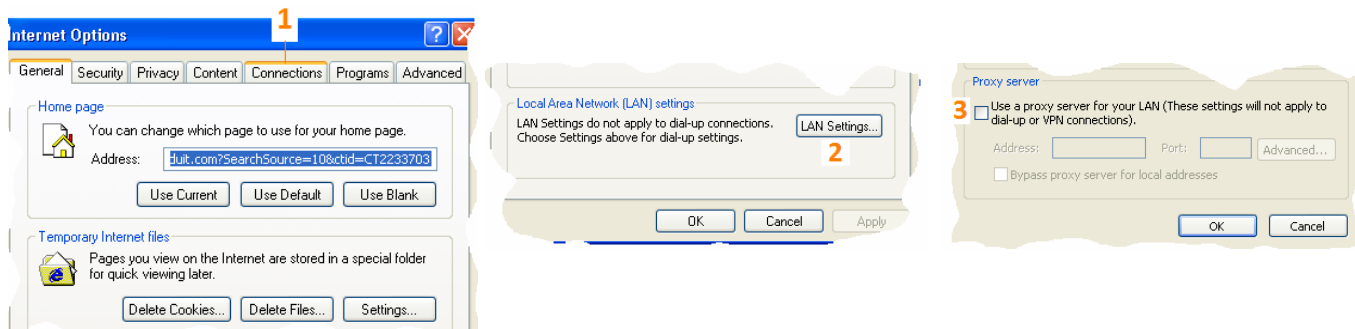 1
Internet Options
General Security Privacy Content Connections Programs Advanced
Home page
You can change which page to use for your home page.
Address: duit.com?SearchSource=10&ctid=CT2233703
Use Current Use Default Use Blank
Temporary Internet files
Pages you view on the Internet are stored in a special folder
for quick viewing later.
Delete Cookies... Delete Files... Settings...
Local Area Network (LAN) settings
LAN Settings do not apply to dial-up connections.
Choose Settings above for dial-up settings.
LAN Settings...
2
OK Cancel Apply
Proxy server
3
Use a proxy server for your LAN (These settings will not apply to
dial-up or VPN connections).
Address: Port: Advanced...
Bypass proxy server for local addresses
OK Cancel